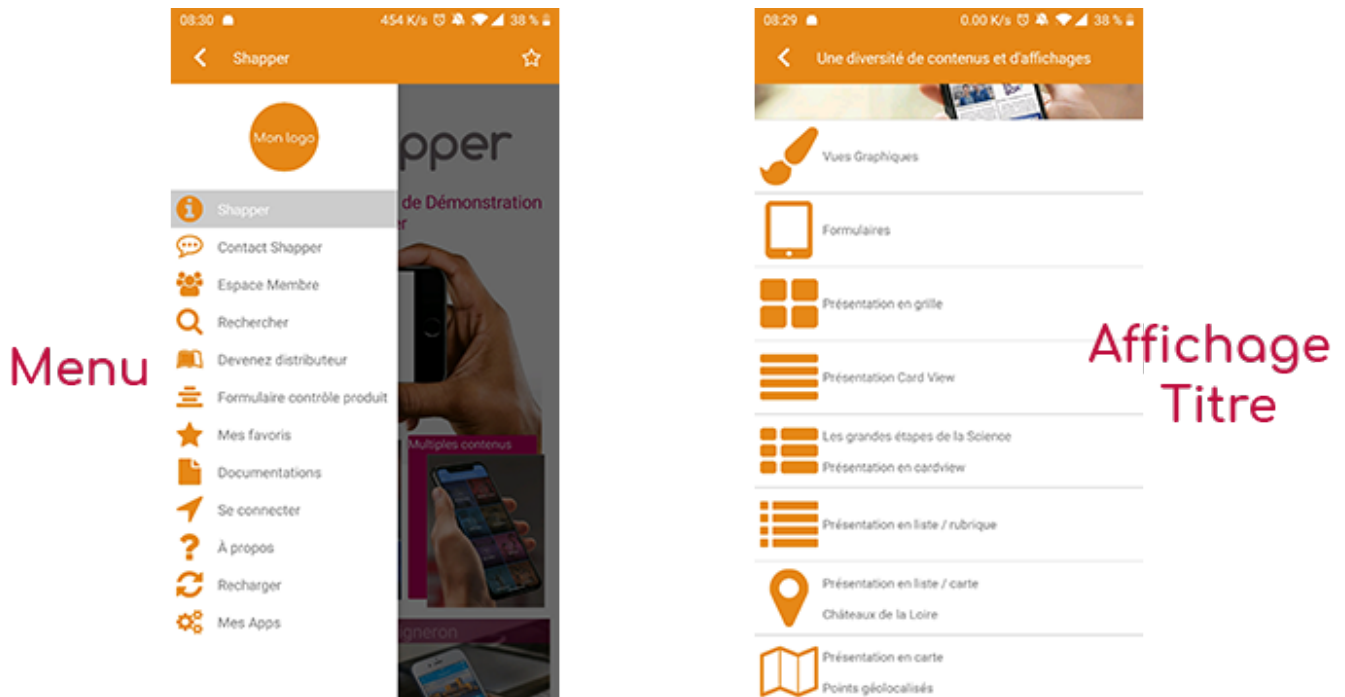 Menu
08:30 454 K/s 38 %
Shapper
Mon logo
Shapper
Contact Shapper
Espace Membre
Rechercher
Devenez distributeur
Formulaire contrôle produit
Mes favoris
Documentations
Se connecter
À propos
Recharger
Mes Apps
pper
de Démonstration
r
Multiples contenus
igneron
08:29 0.00 K/s 38 %
Une diversité de contenus et d'affichages
Vues Graphiques
Formulaires
Présentation en grille
Présentation Card View
Les grandes étapes de la Science
Présentation en cardview
Présentation en liste / rubrique
Présentation en liste / carte
Châteaux de la Loire
Présentation en carte
Points géolocalisés
Affichage
Titre